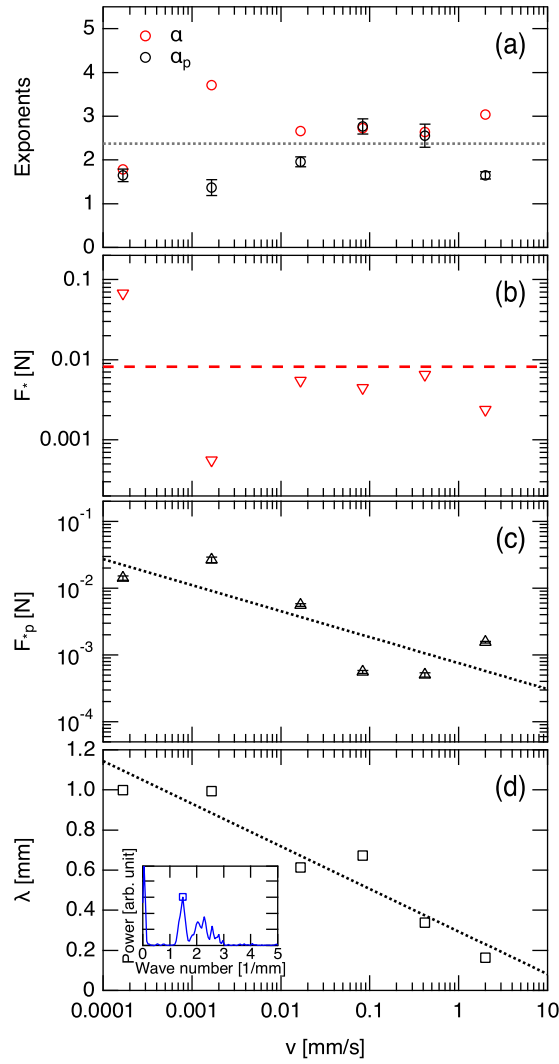 5
4
3
2
1
0
Exponents
α
αp
(a)
0.1
0.01
0.001
F* [N]
(b)
10-1
10-2
10-3
10-4
F*p [N]
(c)
1.2
1.0
0.8
0.6
0.4
0.2
0
λ [mm]
(d)
Power [arb. unit]
0 1 2 3 4 5
Wave number [1/mm]
0.0001 0.001 0.01 0.1 1 10
v [mm/s]